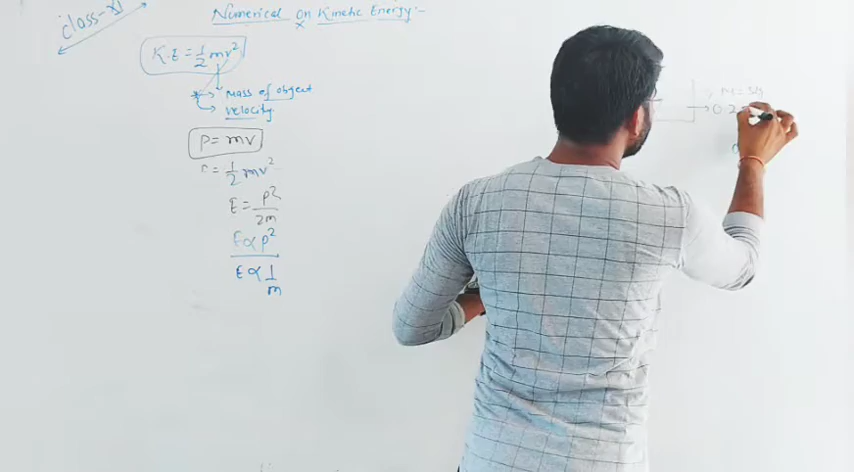 class-XI
Numerical on Kinetic Energy:-
K.E = 1/2 mv²
Mass of object
velocity
P = mv
E = 1/2 mv²
E = P²/2m
E ∝ P²
E ∝ 1/m
0.2